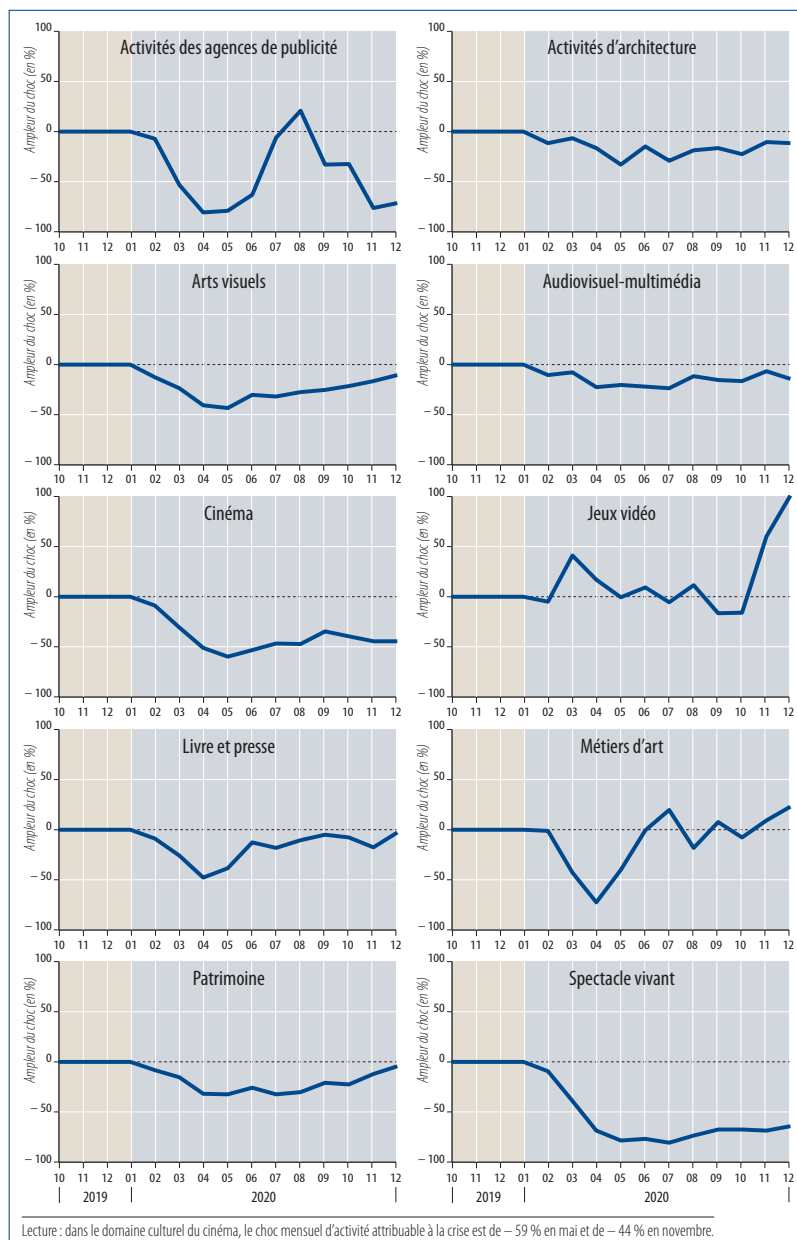 Activités des agences de publicité
Ampleur du choc (en %)
100
50
0
– 50
– 100
10 11 12 01 02 03 04 05 06 07 08 09 10 11 12
Activités d'architecture
Ampleur du choc (en %)
100
50
0
– 50
– 100
10 11 12 01 02 03 04 05 06 07 08 09 10 11 12
Arts visuels
Ampleur du choc (en %)
100
50
0
– 50
– 100
10 11 12 01 02 03 04 05 06 07 08 09 10 11 12
Audiovisuel-multimédia
Ampleur du choc (en %)
100
50
0
– 50
– 100
10 11 12 01 02 03 04 05 06 07 08 09 10 11 12
Cinéma
Ampleur du choc (en %)
100
50
0
– 50
– 100
10 11 12 01 02 03 04 05 06 07 08 09 10 11 12
Jeux vidéo
Ampleur du choc (en %)
100
50
0
– 50
– 100
10 11 12 01 02 03 04 05 06 07 08 09 10 11 12
Livre et presse
Ampleur du choc (en %)
100
50
0
– 50
– 100
10 11 12 01 02 03 04 05 06 07 08 09 10 11 12
Métiers d'art
Ampleur du choc (en %)
100
50
0
– 50
– 100
10 11 12 01 02 03 04 05 06 07 08 09 10 11 12
Patrimoine
Ampleur du choc (en %)
100
50
0
– 50
– 100
10 11 12 01 02 03 04 05 06 07 08 09 10 11 12
2019 2020
Spectacle vivant
Ampleur du choc (en %)
100
50
0
– 50
– 100
10 11 12 01 02 03 04 05 06 07 08 09 10 11 12
2019 2020
Lecture : dans le domaine culturel du cinéma, le choc mensuel d'activité attribuable à la crise est de – 59 % en mai et de – 44 % en novembre.